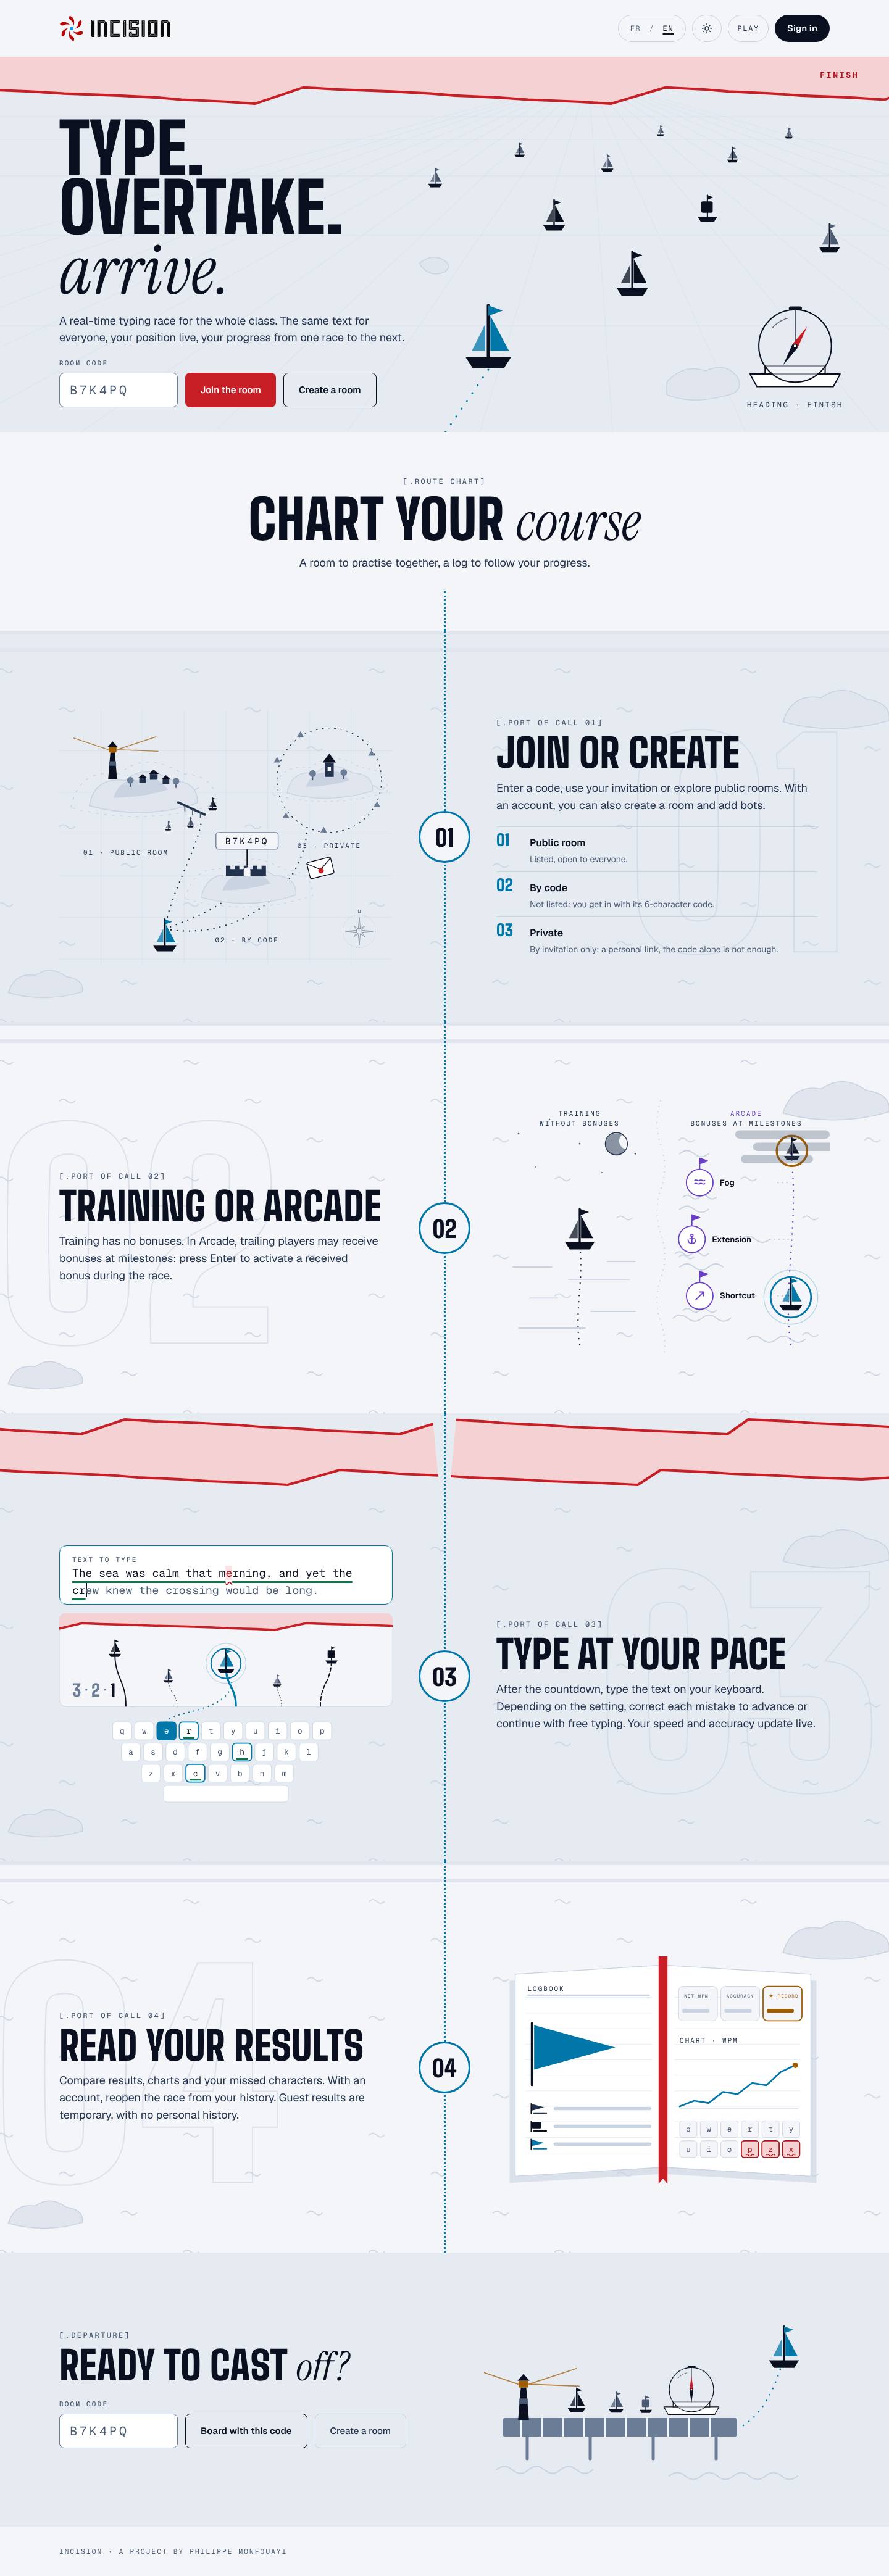 INCISION
FR / EN
PLAY
Sign in
FINISH
TYPE.
OVERTAKE.
arrive.
A real-time typing race for the whole class. The same text for
everyone, your position live, your progress from one race to the next.
ROOM CODE
B7K4PQ
Join the room
Create a room
HEADING · FINISH
[.ROUTE CHART]
CHART YOUR course
A room to practise together, a log to follow your progress.
B7K4PQ
01 · PUBLIC ROOM
03 · PRIVATE
02 · BY CODE
N
01
01
[.PORT OF CALL 01]
JOIN OR CREATE
Enter a code, use your invitation or explore public rooms. With
an account, you can also create a room and add bots.
01 Public room
Listed, open to everyone.
02 By code
Not listed: you get in with its 6-character code.
03 Private
By invitation only: a personal link, the code alone is not enough.
02
[.PORT OF CALL 02]
TRAINING OR ARCADE
Training has no bonuses. In Arcade, trailing players may receive
bonuses at milestones: press Enter to activate a received
bonus during the race.
02
TRAINING
WITHOUT BONUSES
ARCADE
BONUSES AT MILESTONES
Fog
Extension
Shortcut
TEXT TO TYPE
The sea was calm that morning, and yet the
crew knew the crossing would be long.
3·2·1
q w e r t y u i o p
a s d f g h j k l
z x c v b n m
03
03
[.PORT OF CALL 03]
TYPE AT YOUR PACE
After the countdown, type the text on your keyboard.
Depending on the setting, correct each mistake to advance or
continue with free typing. Your speed and accuracy update live.
04
[.PORT OF CALL 04]
READ YOUR RESULTS
Compare results, charts and your missed characters. With an
account, reopen the race from your history. Guest results are
temporary, with no personal history.
04
LOGBOOK
NET WPM
ACCURACY
★ RECORD
CHART · WPM
q w e r t y
u i o p z x
[.DEPARTURE]
READY TO CAST off?
ROOM CODE
B7K4PQ
Board with this code
Create a room
INCISION · A PROJECT BY PHILIPPE MONFOUAYI